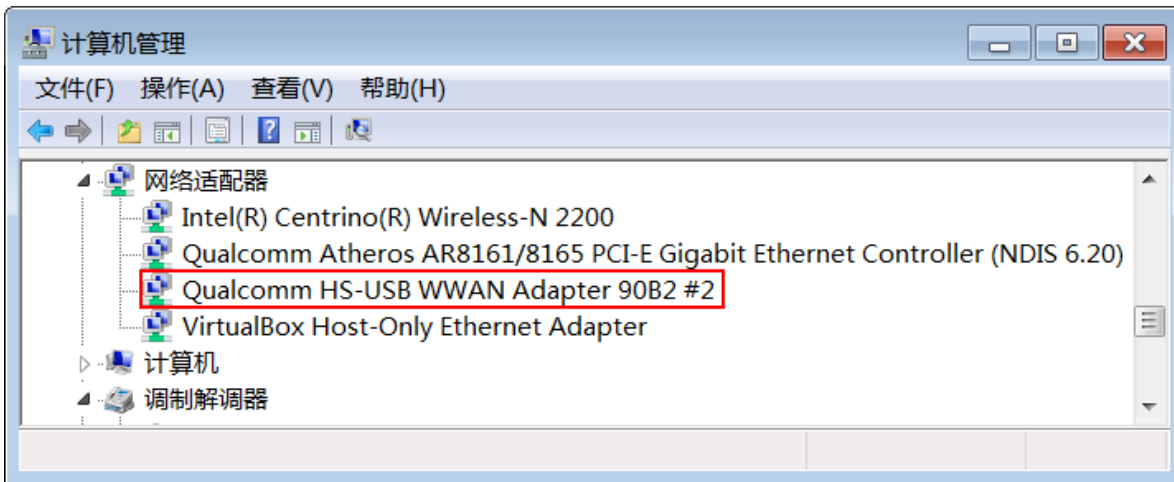 计算机管理
文件(F) 操作(A) 查看(V) 帮助(H)
网络适配器
Intel(R) Centrino(R) Wireless-N 2200
Qualcomm Atheros AR8161/8165 PCI-E Gigabit Ethernet Controller (NDIS 6.20)
Qualcomm HS-USB WWAN Adapter 90B2 #2
VirtualBox Host-Only Ethernet Adapter
计算机
调制解调器